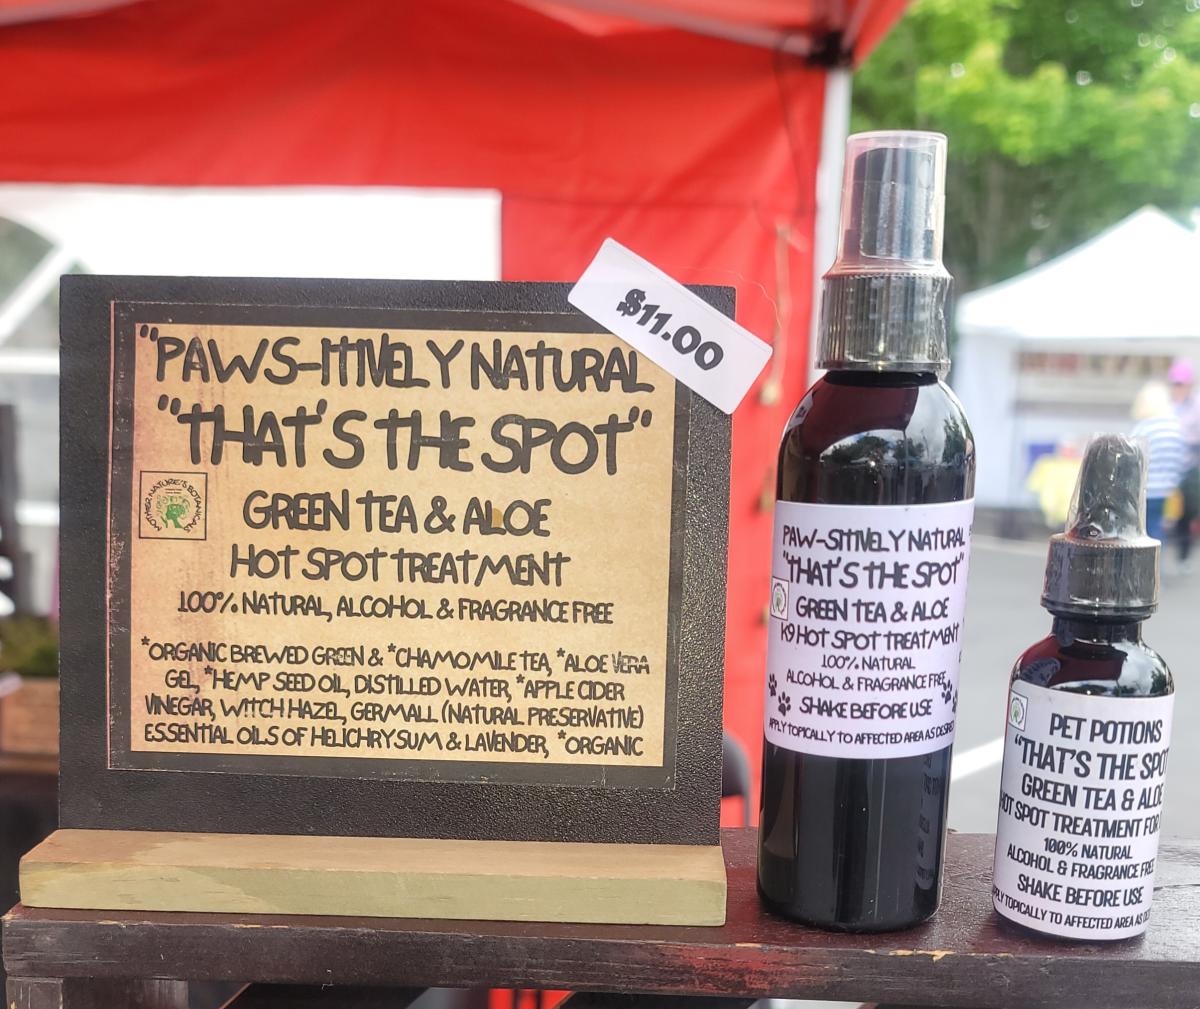 $11.00
"PAWS-ITIVELY NATURAL
"THAT'S THE SPOT"
MOTHER NATURE'S BOTANICALS
GREEN TEA & ALOE
HOT SPOT TREATMENT
100% NATURAL, ALCOHOL & FRAGRANCE FREE
*ORGANIC BREWED GREEN & *CHAMOMILE TEA, *ALOE VERA
GEL, *HEMP SEED OIL, DISTILLED WATER, *APPLE CIDER
VINEGAR, WITCH HAZEL, GERMALL (NATURAL PRESERVATIVE)
ESSENTIAL OILS OF HELICHRYSUM & LAVENDER, *ORGANIC
PAW-SITIVELY NATURAL
"THAT'S THE SPOT"
GREEN TEA & ALOE
K9 HOT SPOT TREATMENT
100% NATURAL
ALCOHOL & FRAGRANCE FREE
SHAKE BEFORE USE
APPLY TOPICALLY TO AFFECTED AREA AS DESIRED
PET POTIONS
"THAT'S THE SPOT
GREEN TEA & ALOE
HOT SPOT TREATMENT FOR
100% NATURAL
ALCOHOL & FRAGRANCE FREE
SHAKE BEFORE USE
TOPICALLY TO AFFECTED AREA AS